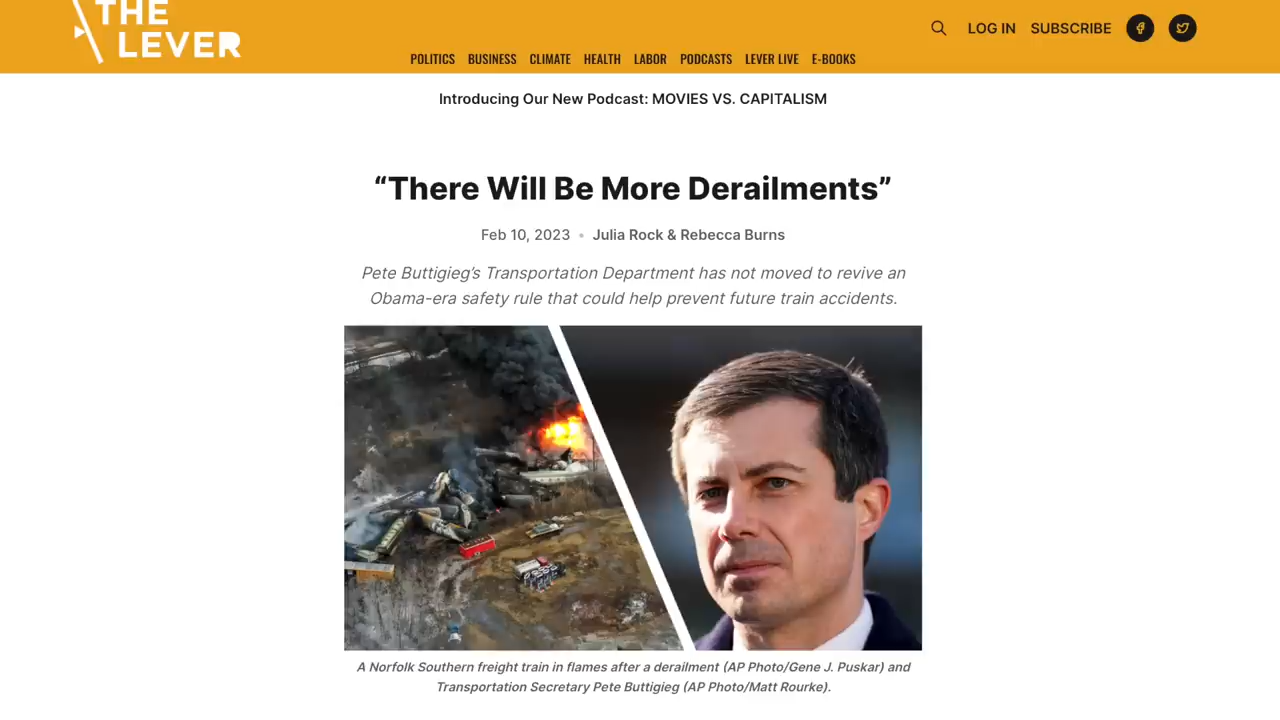 THE
LEVER
LOG IN SUBSCRIBE
POLITICS BUSINESS CLIMATE HEALTH LABOR PODCASTS LEVER LIVE E-BOOKS
Introducing Our New Podcast: MOVIES VS. CAPITALISM
“There Will Be More Derailments”
Feb 10, 2023 • Julia Rock & Rebecca Burns
Pete Buttigieg’s Transportation Department has not moved to revive an
Obama-era safety rule that could help prevent future train accidents.
A Norfolk Southern freight train in flames after a derailment (AP Photo/Gene J. Puskar) and
Transportation Secretary Pete Buttigieg (AP Photo/Matt Rourke).